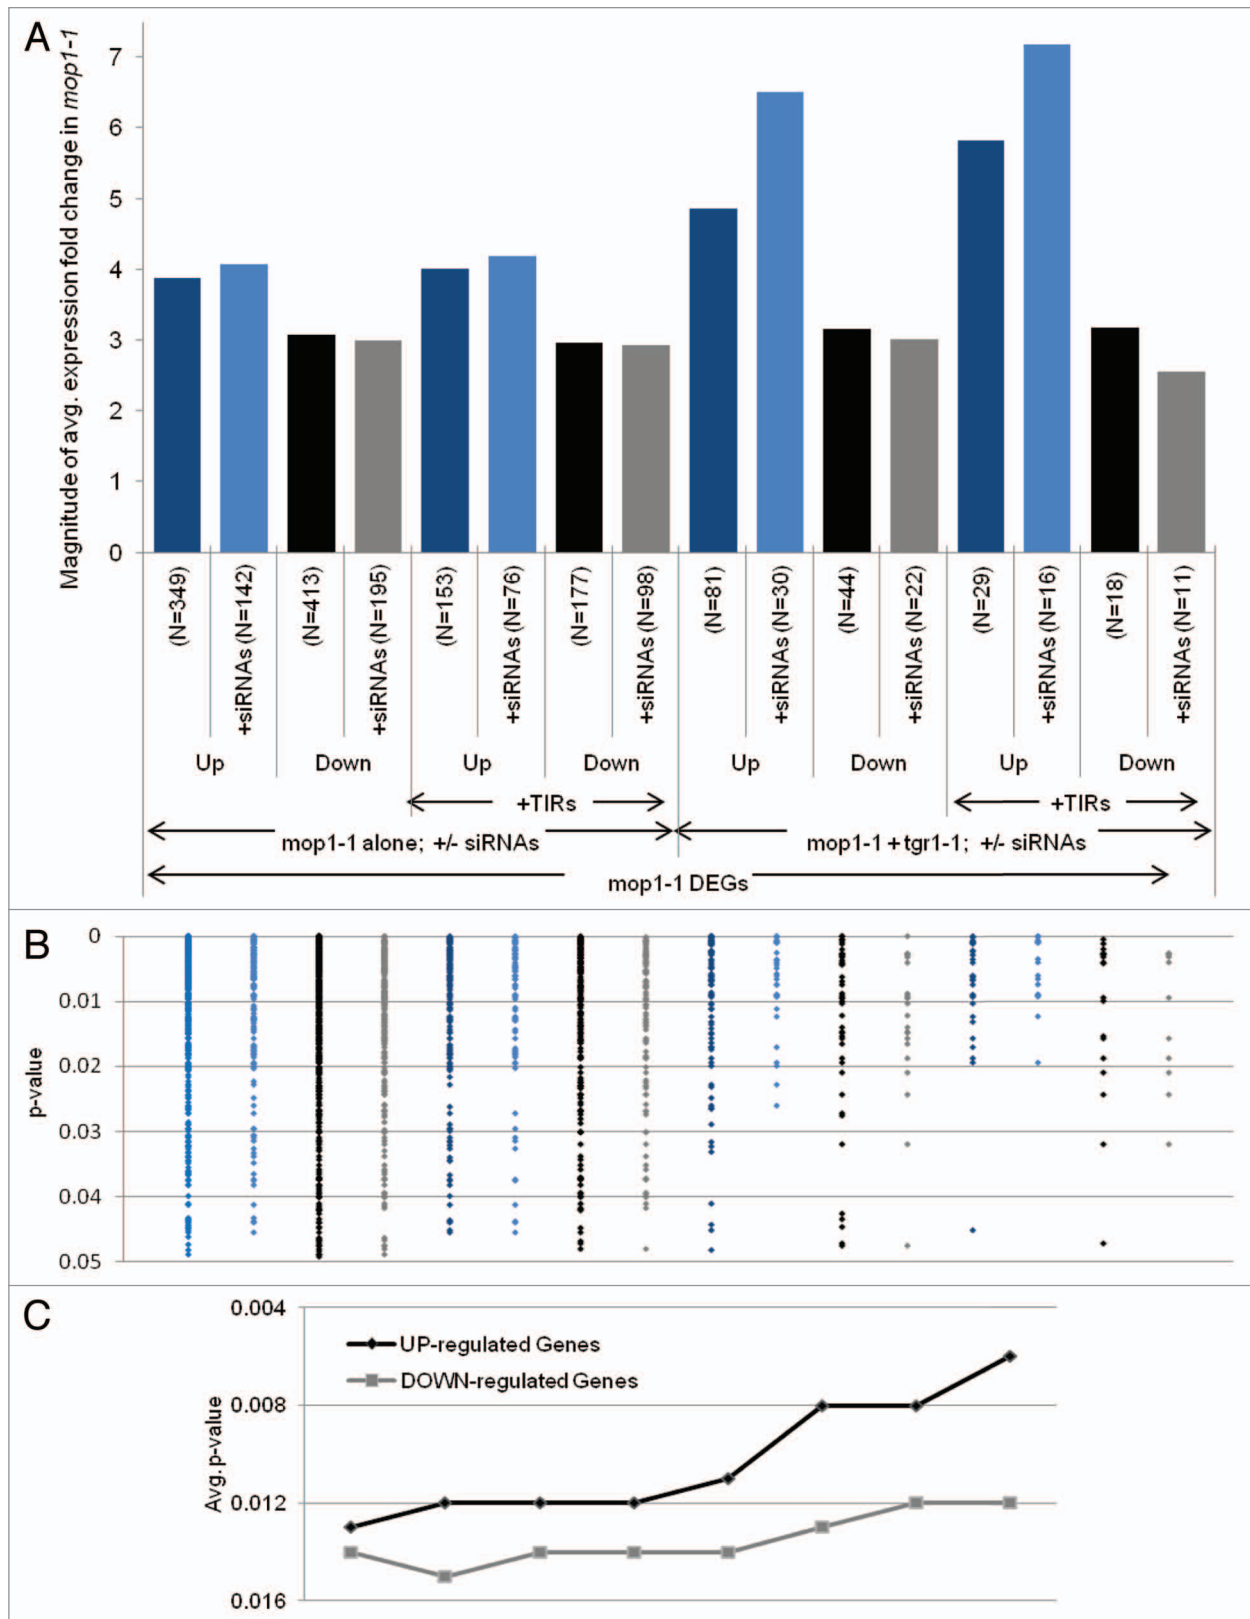 A
Magnitude of avg. expression fold change in mop1-1
7
6
5
4
3
2
1
0
(N=349)
+siRNAs (N=142)
(N=413)
+siRNAs (N=195)
(N=153)
+siRNAs (N=76)
(N=177)
+siRNAs (N=98)
(N=81)
+siRNAs (N=30)
(N=44)
+siRNAs (N=22)
(N=29)
+siRNAs (N=16)
(N=18)
+siRNAs (N=11)
Up
Down
Up
Down
Up
Down
Up
Down
+TIRs
+TIRs
mop1-1 alone; +/- siRNAs
mop1-1 + tgr1-1; +/- siRNAs
mop1-1 DEGs
B
p-value
0
0.01
0.02
0.03
0.04
0.05
C
Avg. p-value
0.004
0.008
0.012
0.016
UP-regulated Genes
DOWN-regulated Genes